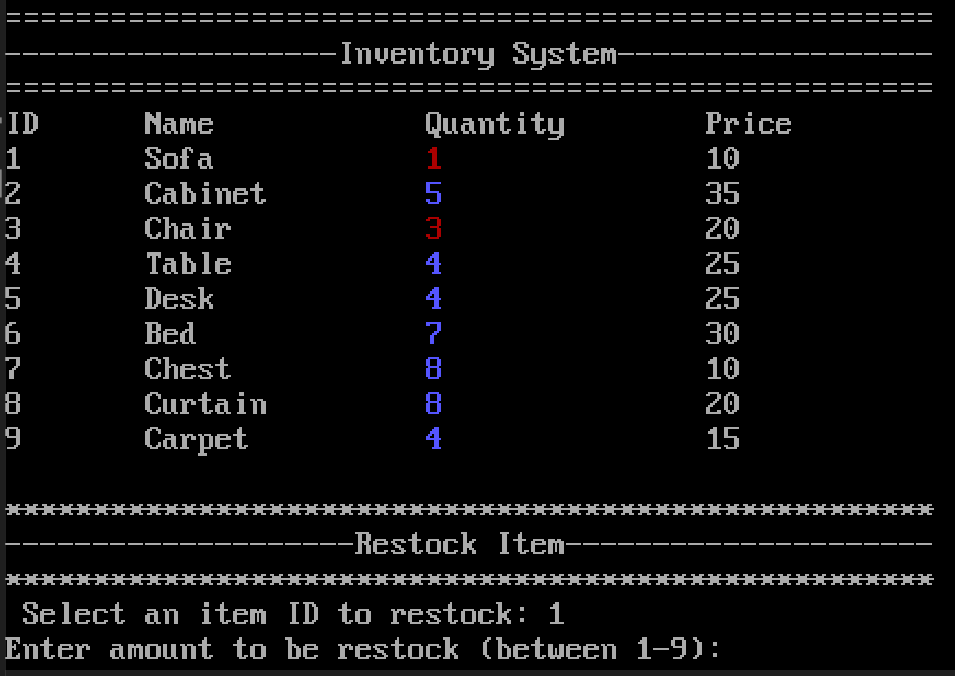 =====================================================
-------------------Inventory System------------------
=====================================================
ID Name Quantity Price
1 Sofa 1 10
2 Cabinet 5 35
3 Chair 3 20
4 Table 4 25
5 Desk 4 25
6 Bed 7 30
7 Chest 8 10
8 Curtain 8 20
9 Carpet 4 15
*****************************************************
--------------------Restock Item---------------------
*****************************************************
Select an item ID to restock: 1
Enter amount to be restock (between 1-9):